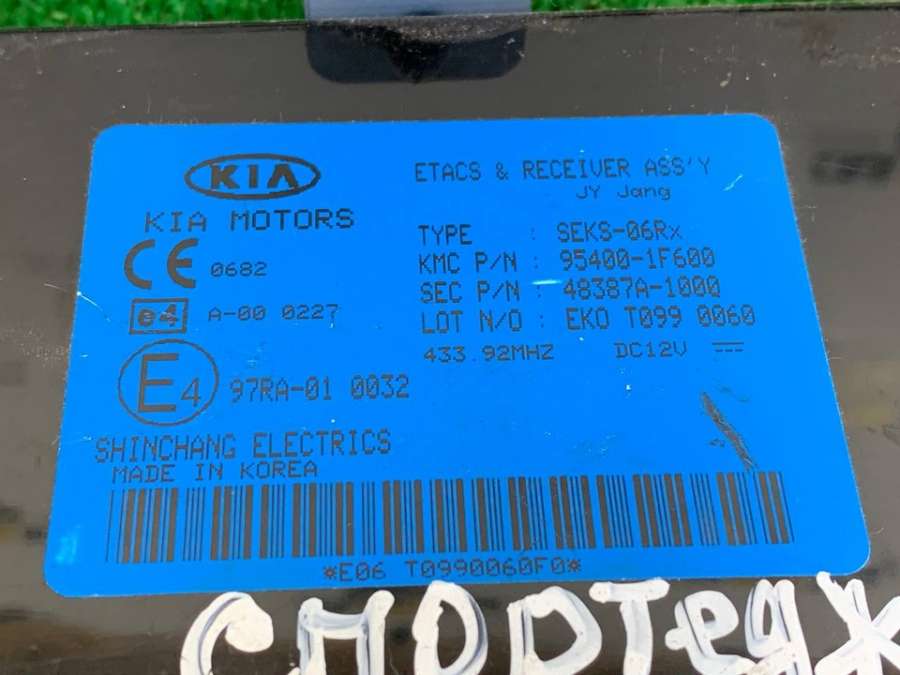 KIA
KIA MOTORS
CE 0682
e4 A-00 0227
E4 97RA-01 0032
SHINCHANG ELECTRICS
MADE IN KOREA
ETACS & RECEIVER ASS'Y
JY Jang
TYPE : SEKS-06Rx
KMC P/N : 95400-1F600
SEC P/N : 48387A-1000
LOT N/O : EKO T099 0060
433.92MHZ DC12V
*E06 T0990060F0*
СПОРТедж